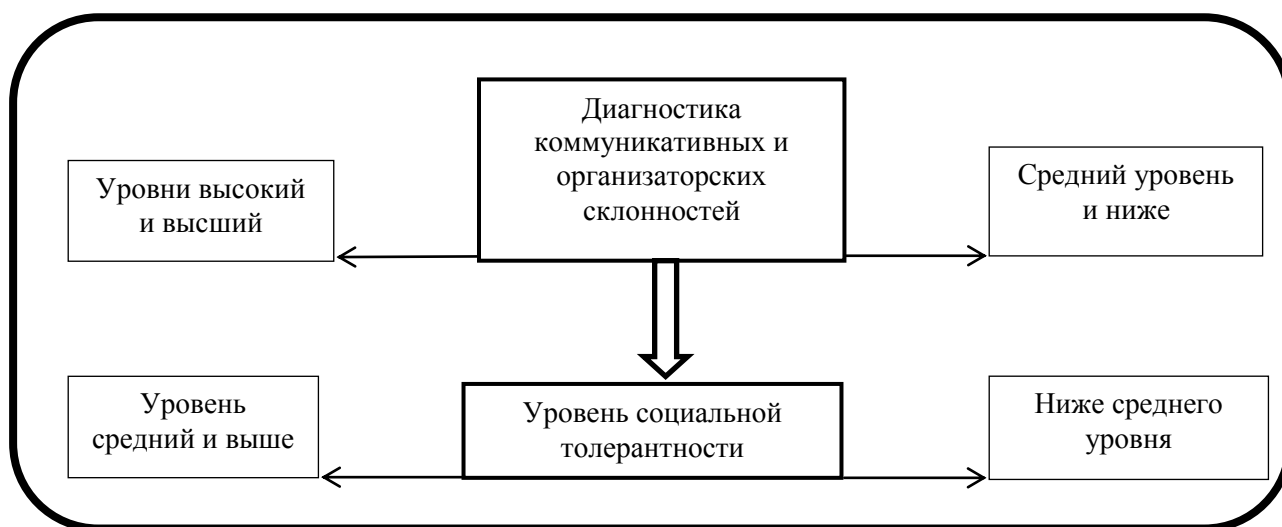 Диагностика
коммуникативных и
организаторских
склонностей
Уровни высокий
и высший
Средний уровень
и ниже
Уровень
средний и выше
Уровень социальной
толерантности
Ниже среднего
уровня